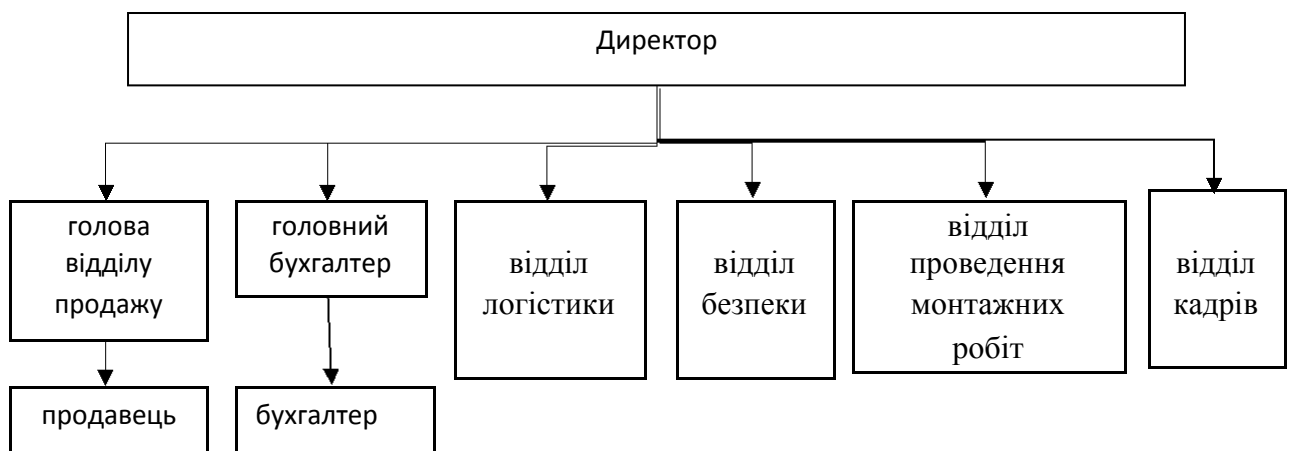 Директор
голова
відділу
продажу
головний
бухгалтер
відділ
логістики
відділ
безпеки
відділ
проведення
монтажних
робіт
відділ
кадрів
продавець
бухгалтер